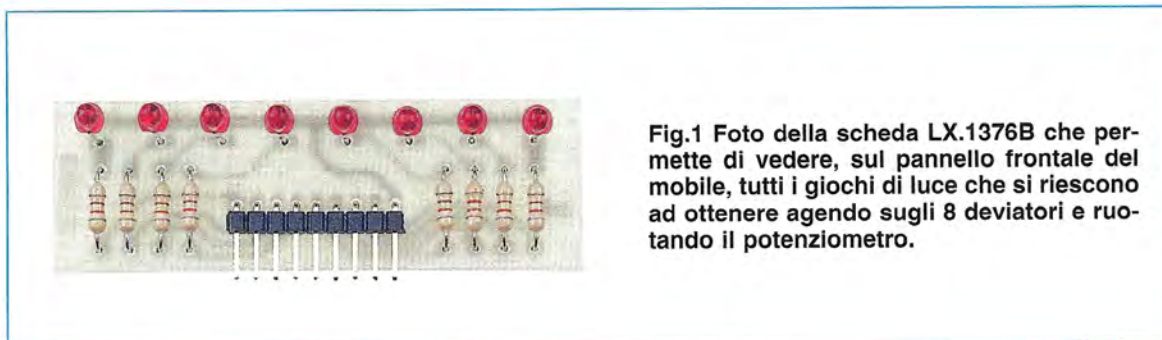 Fig.1 Foto della scheda LX.1376B che per-
mette di vedere, sul pannello frontale del
mobile, tutti i giochi di luce che si riescono
ad ottenere agendo sugli 8 deviatori e ruo-
tando il potenziometro.